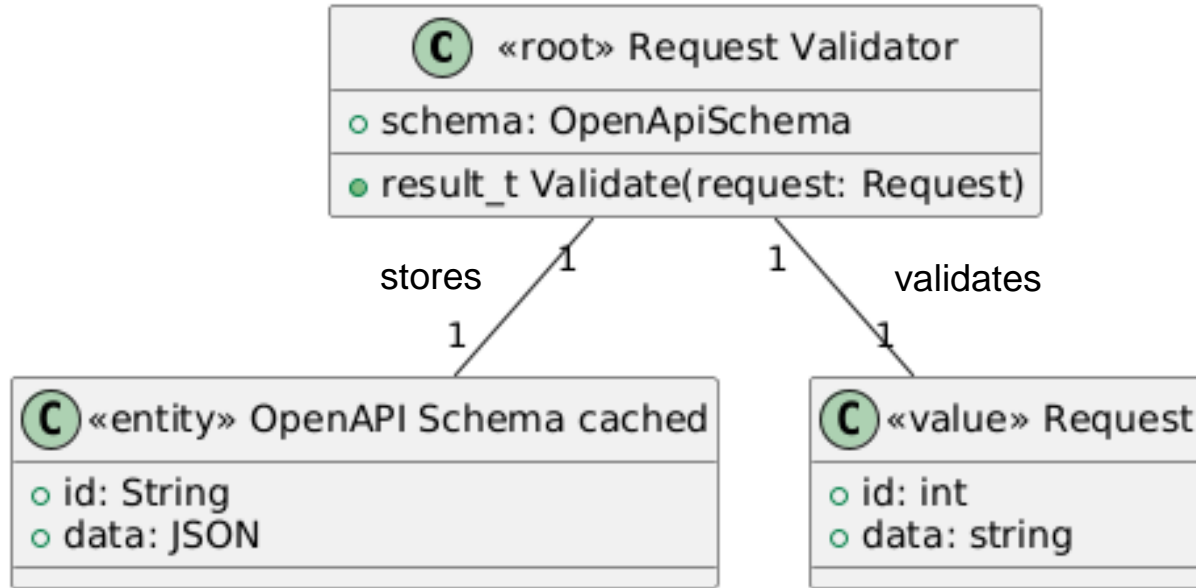 C «root» Request Validator
schema: OpenApiSchema
result_t Validate(request: Request)
stores
1
1
validates
1
1
C «entity» OpenAPI Schema cached
id: String
data: JSON
C «value» Request
id: int
data: string